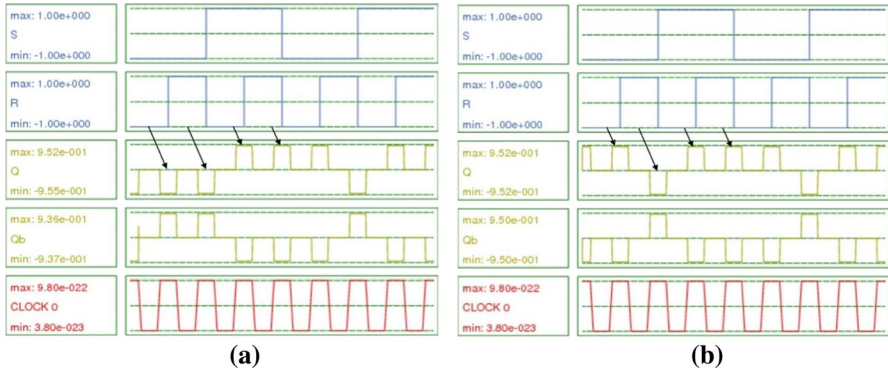 max: 1.00e+000
S
min: -1.00e+000
max: 1.00e+000
R
min: -1.00e+000
max: 9.52e-001
Q
min: -9.55e-001
max: 9.36e-001
Qb
min: -9.37e-001
max: 9.80e-022
CLOCK 0
min: 3.80e-023
(a)
max: 1.00e+000
S
min: -1.00e+000
max: 1.00e+000
R
min: -1.00e+000
max: 9.52e-001
Q
min: -9.52e-001
max: 9.50e-001
Qb
min: -9.50e-001
max: 9.80e-022
CLOCK 0
min: 3.80e-023
(b)